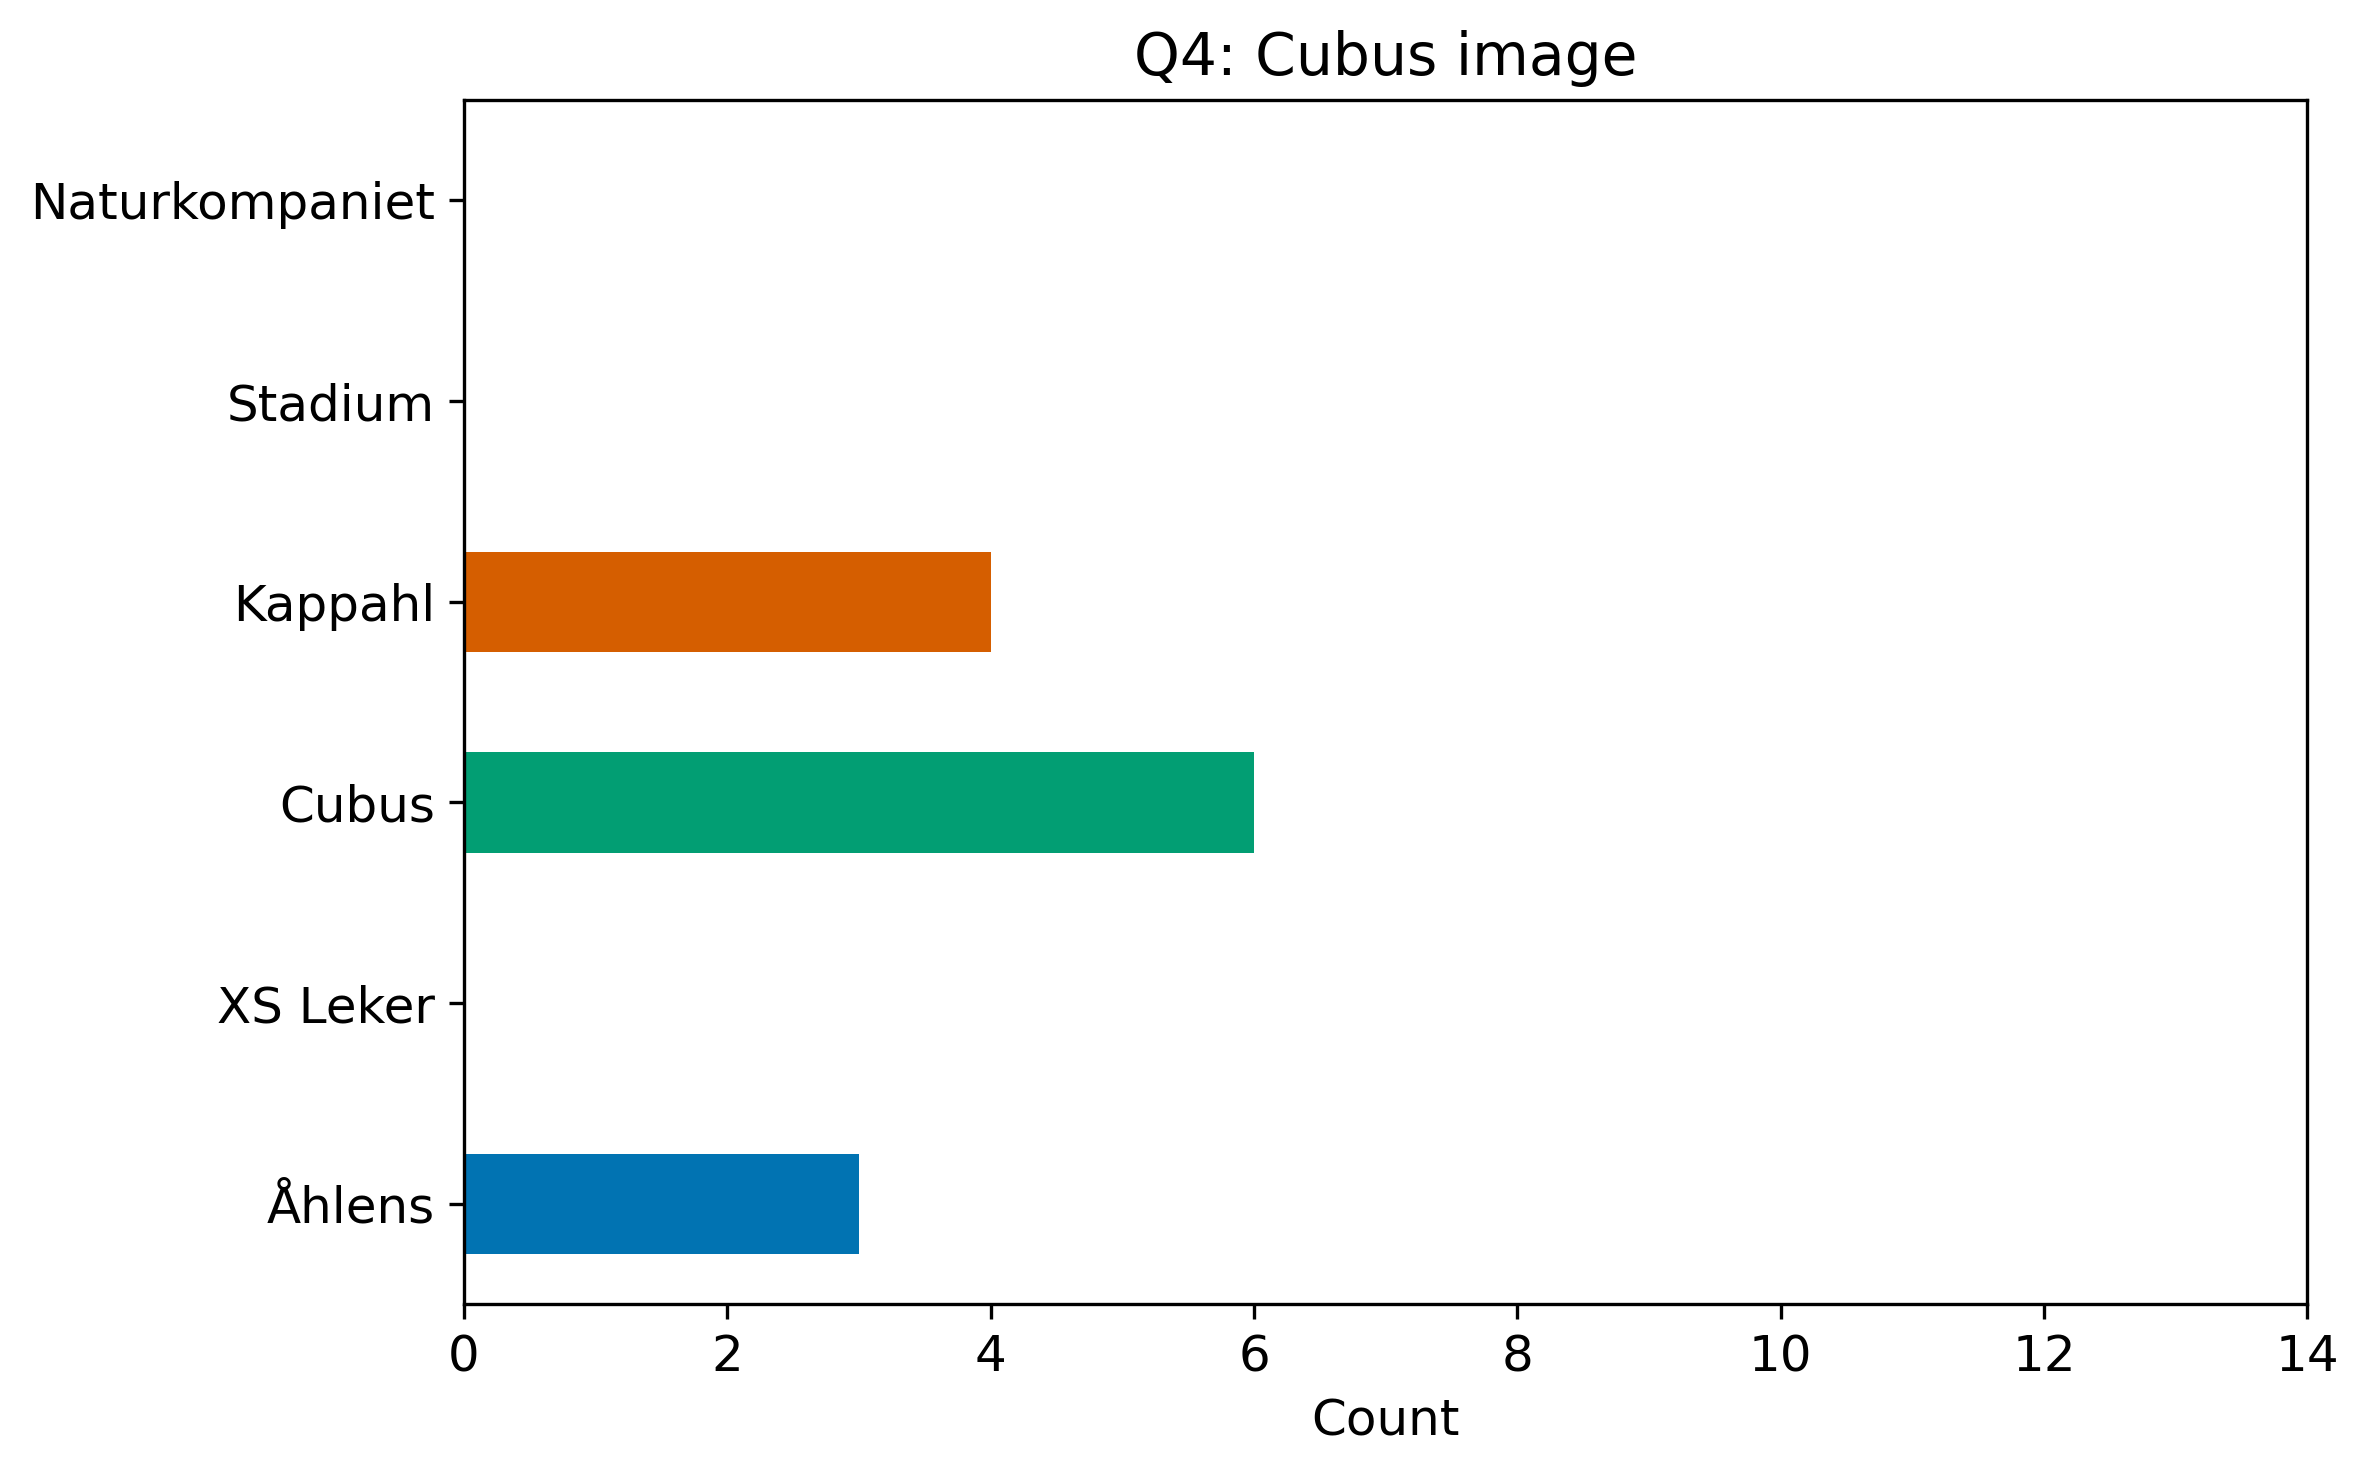 Q4: Cubus image
Naturkompaniet
Stadium
Kappahl
Cubus
XS Leker
Åhlens
0 2 4 6 8 10 12 14
Count